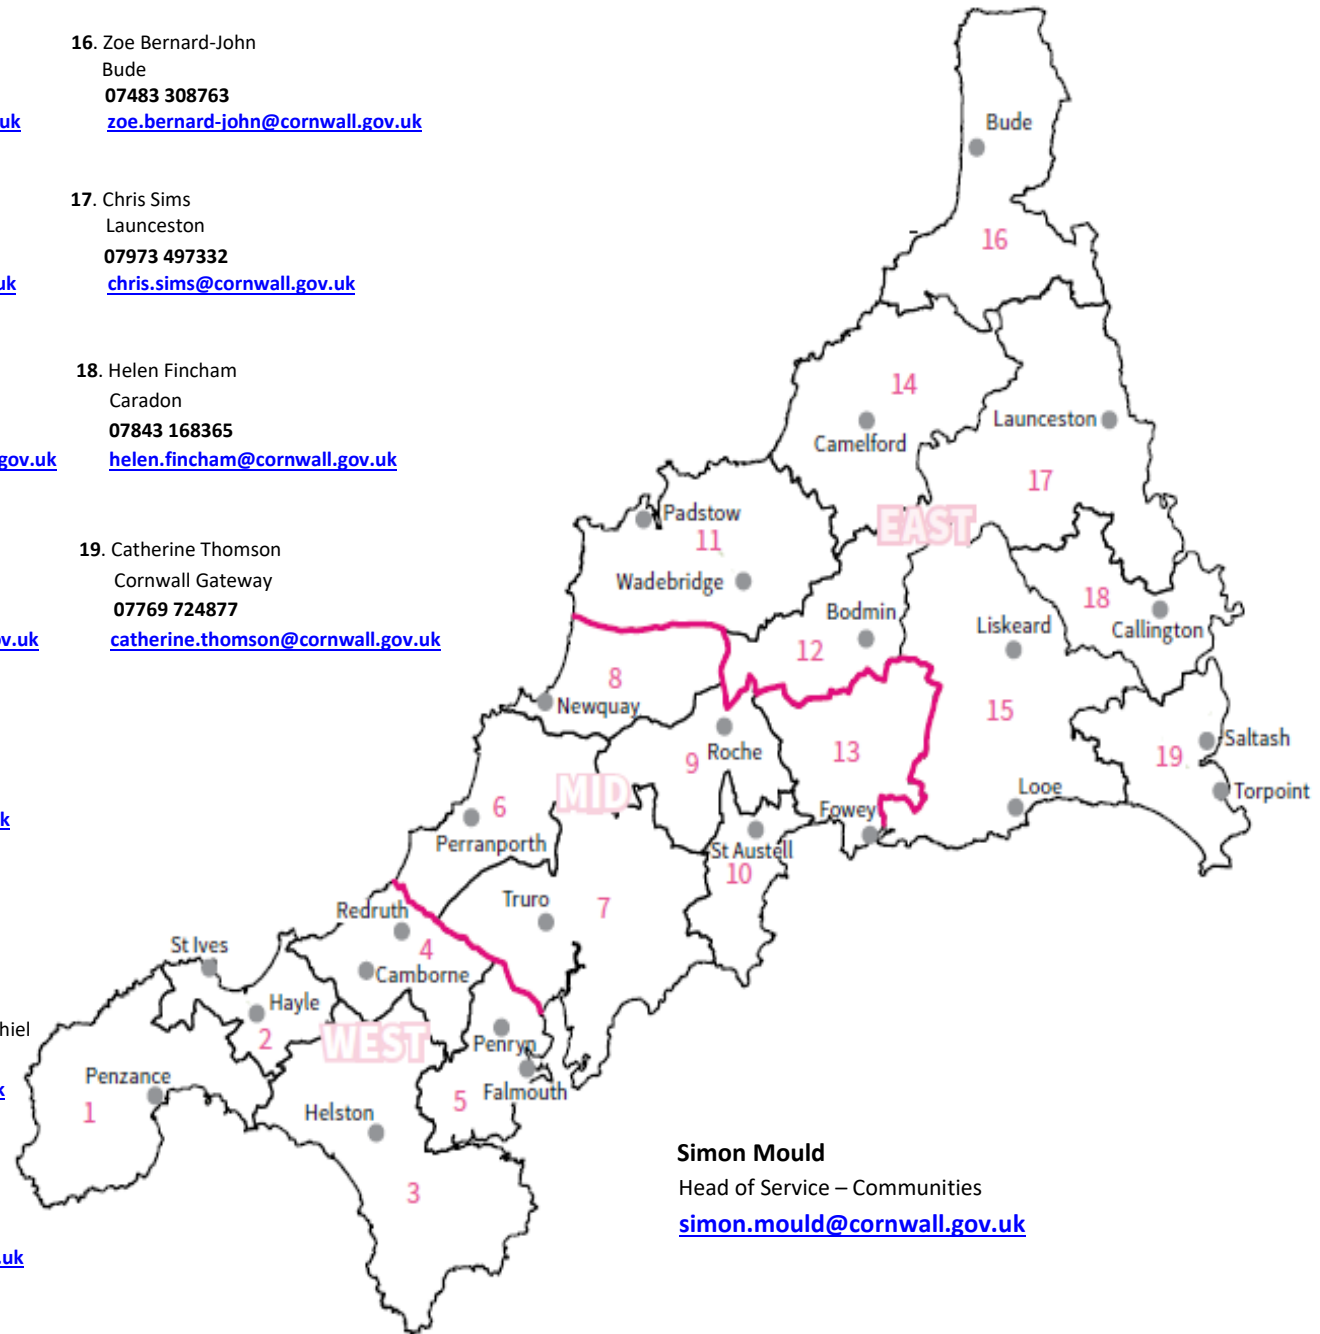 16. Zoe Bernard-John
Bude
07483 308763
uk
zoe.bernard-john@cornwall.gov.uk
17. Chris Sims
Launceston
07973 497332
uk
chris.sims@cornwall.gov.uk
18. Helen Fincham
Caradon
07843 168365
gov.uk
helen.fincham@cornwall.gov.uk
19. Catherine Thomson
Cornwall Gateway
07769 724877
ov.uk
catherine.thomson@cornwall.gov.uk
k
hiel
k
.uk
Bude
16
14
Camelford
Launceston
17
EAST
Padstow
11
Wadebridge
Bodmin
12
Liskeard
18
Callington
8
Newquay
15
Roche
9
13
19
Saltash
Torpoint
Looe
Fowey
MID
6
Perranporth
St Austell
10
Truro
7
Redruth
4
Camborne
St Ives
Hayle
2
WEST
Penryn
Penzance
1
Falmouth
5
Helston
3
Simon Mould
Head of Service – Communities
simon.mould@cornwall.gov.uk